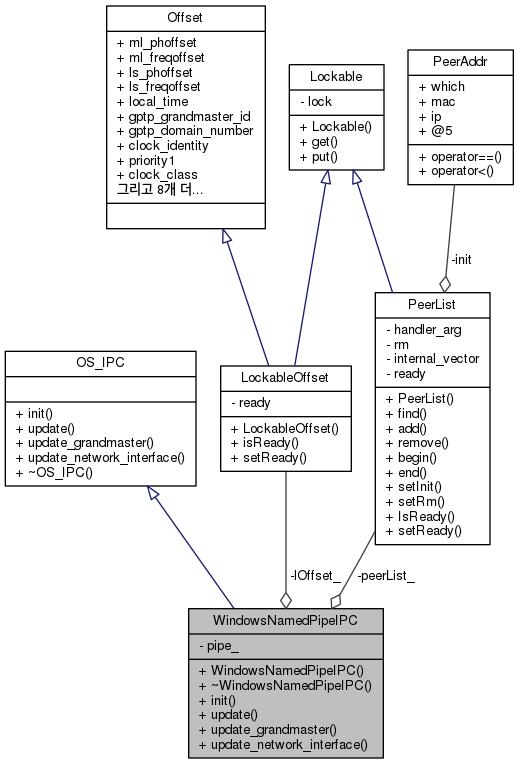 Offset
+ ml_phoffset
+ ml_freqoffset
+ ls_phoffset
+ ls_freqoffset
+ local_time
+ gptp_grandmaster_id
+ gptp_domain_number
+ clock_identity
+ priority1
+ clock_class
그리고 8개 더...
Lockable
- lock
+ Lockable()
+ get()
+ put()
PeerAddr
+ which
+ mac
+ ip
+ @5
+ operator==()
+ operator<()
-init
PeerList
- handler_arg
- rm
- internal_vector
- ready
+ PeerList()
+ find()
+ add()
+ remove()
+ begin()
+ end()
+ setInit()
+ setRm()
+ IsReady()
+ setReady()
OS_IPC
+ init()
+ update()
+ update_grandmaster()
+ update_network_interface()
+ ~OS_IPC()
LockableOffset
- ready
+ LockableOffset()
+ isReady()
+ setReady()
-lOffset_
-peerList_
WindowsNamedPipeIPC
- pipe_
+ WindowsNamedPipeIPC()
+ ~WindowsNamedPipeIPC()
+ init()
+ update()
+ update_grandmaster()
+ update_network_interface()